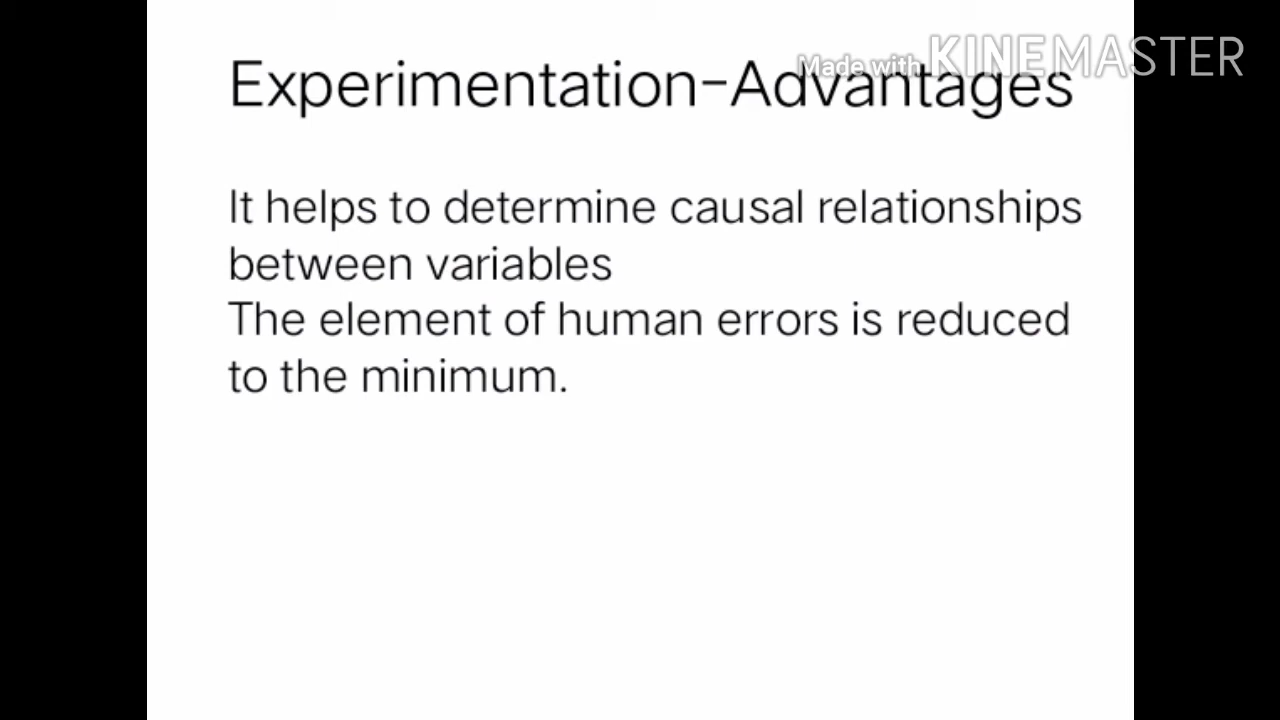 Made with KINEMASTER
Experimentation-Advantages
It helps to determine causal relationships
between variables
The element of human errors is reduced
to the minimum.